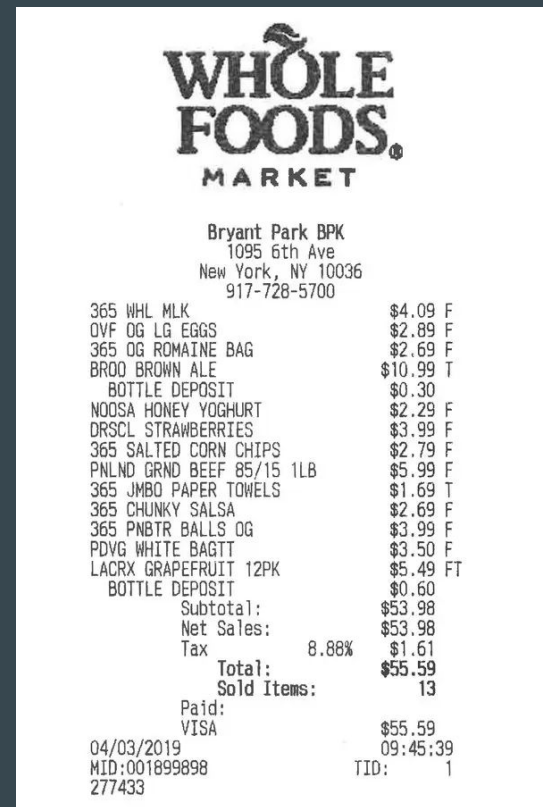 WHOLE
FOODS®
MARKET
Bryant Park BPK
1095 6th Ave
New York, NY 10036
917-728-5700
365 WHL MLK $4.09 F
OVF OG LG EGGS $2.89 F
365 OG ROMAINE BAG $2.69 F
BROO BROWN ALE $10.99 T
BOTTLE DEPOSIT $0.30
NOOSA HONEY YOGHURT $2.29 F
DRSCL STRAWBERRIES $3.99 F
365 SALTED CORN CHIPS $2.79 F
PNLND GRND BEEF 85/15 1LB $5.99 F
365 JMBO PAPER TOWELS $1.69 T
365 CHUNKY SALSA $2.69 F
365 PNBTR BALLS OG $3.99 F
PDVG WHITE BAGTT $3.50 F
LACRX GRAPEFRUIT 12PK $5.49 FT
BOTTLE DEPOSIT $0.60
Subtotal: $53.98
Net Sales: $53.98
Tax 8.88% $1.61
Total: $55.59
Sold Items: 13
Paid:
VISA $55.59
04/03/2019 09:45:39
MID:001899898 TID: 1
277433